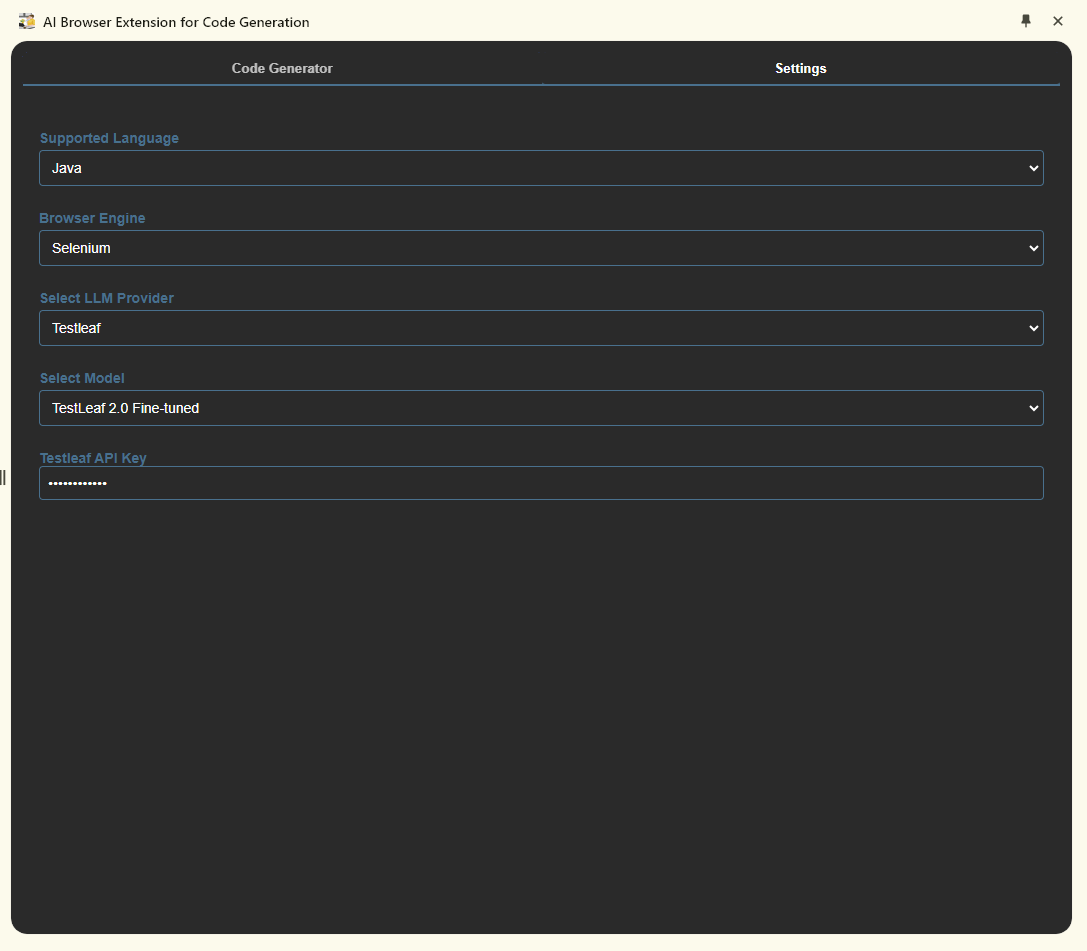 AI Browser Extension for Code Generation
Code Generator
Settings
Supported Language
Java
Browser Engine
Selenium
Select LLM Provider
Testleaf
Select Model
TestLeaf 2.0 Fine-tuned
Testleaf API Key
••••••••••••